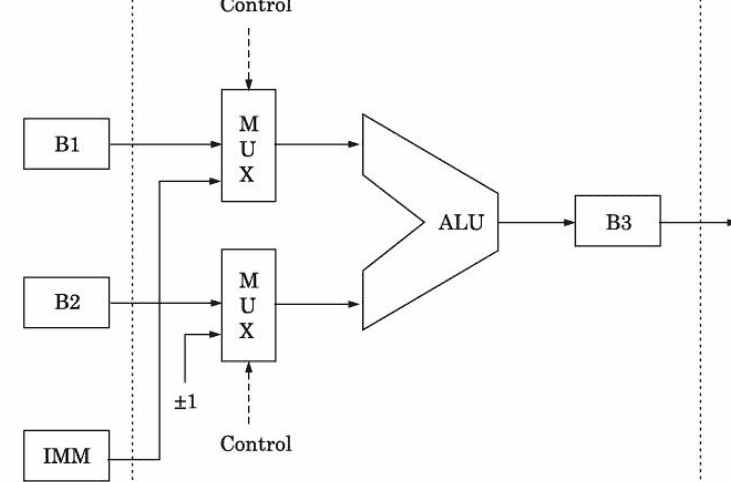 Control
B1
M
U
X
ALU
B3
B2
M
U
X
±1
Control
IMM